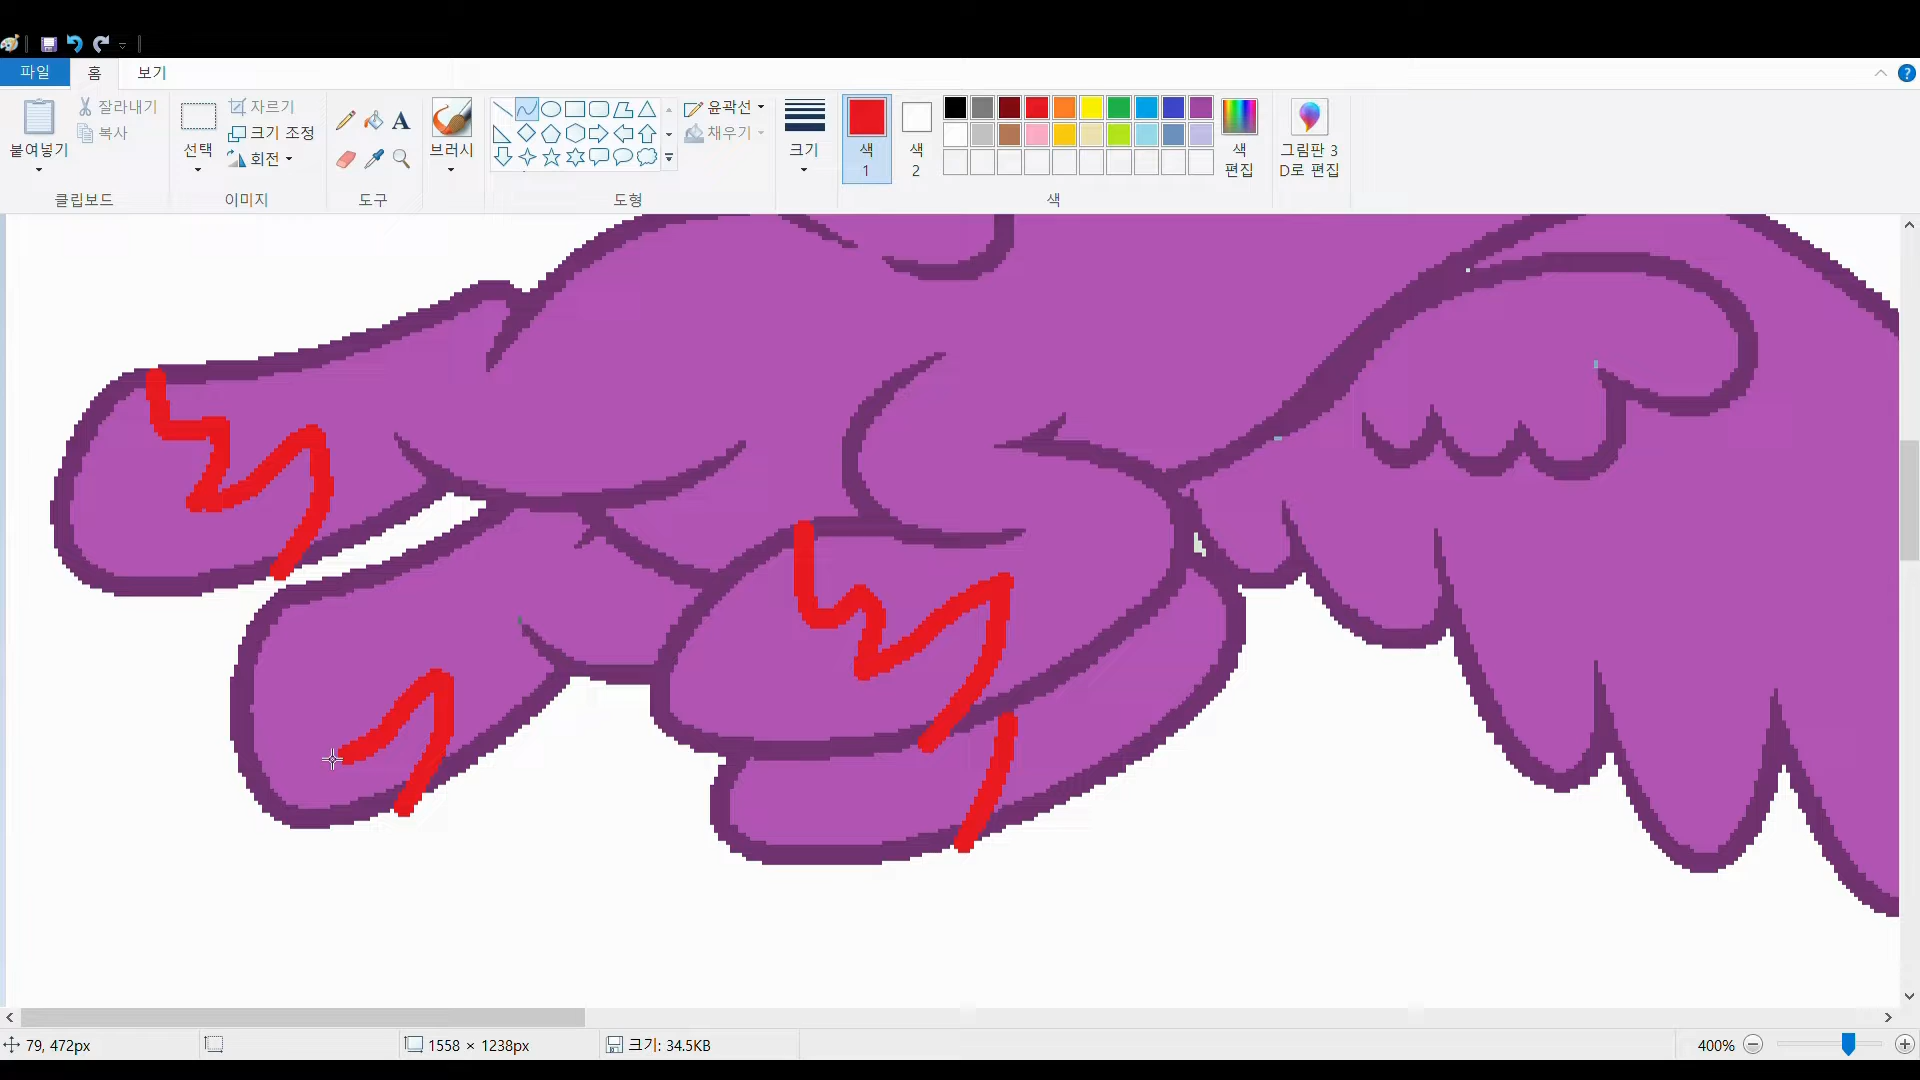 파일 홈 보기
붙여넣기
잘라내기
복사
클립보드
선택
자르기
크기 조정
회전
이미지
A
도구
브러시
윤곽선
채우기
도형
크기
색
1
색
2
색
편집
그림판 3
D로 편집
색
79, 472px
1558 × 1238px
크기: 34.5KB
400%